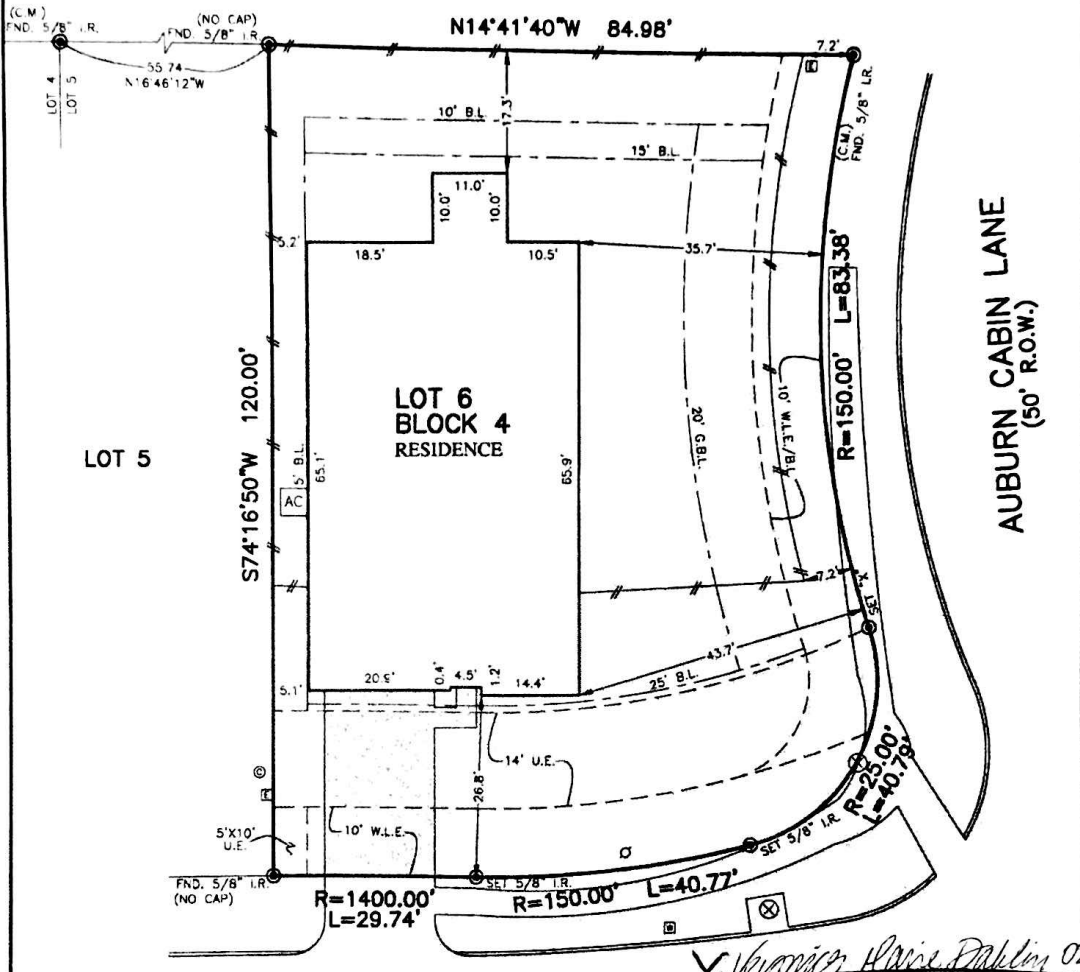 (C.M.)
FND. 5/8" I.R.
(NO CAP)
FND. 5/8" I.R.
N14°41'40"W 84.98'
7.2'
E
55.74
N16°46'12"W
LOT 4
LOT 5
(C.M.)
FND. 5/8" I.R.
10' B.L.
17.3'
15' B.L.
11.0'
10.0'
10.0'
5.2'
18.5'
10.5'
35.7'
AUBURN CABIN LANE
(50' R.O.W.)
R=150.00' L=83.38'
S74°16'50"W 120.00'
LOT 6
BLOCK 4
RESIDENCE
LOT 5
5' B.L.
65.1'
65.9'
AC
20' G.B.L.
10' W.L.E./B.L.
7.2'
SET "X"
43.7'
20.9'
0.4'
4.5'
1.2'
14.4'
25' B.L.
5.1'
14' U.E.
26.8'
R=25.00'
L=40.79'
©
E
5'X10'
U.E.
10' W.L.E.
SET 5/8" I.R.
FND. 5/8" I.R.
(NO CAP)
SET 5/8" I.R.
R=1400.00'
L=29.74'
R=150.00' L=40.77'